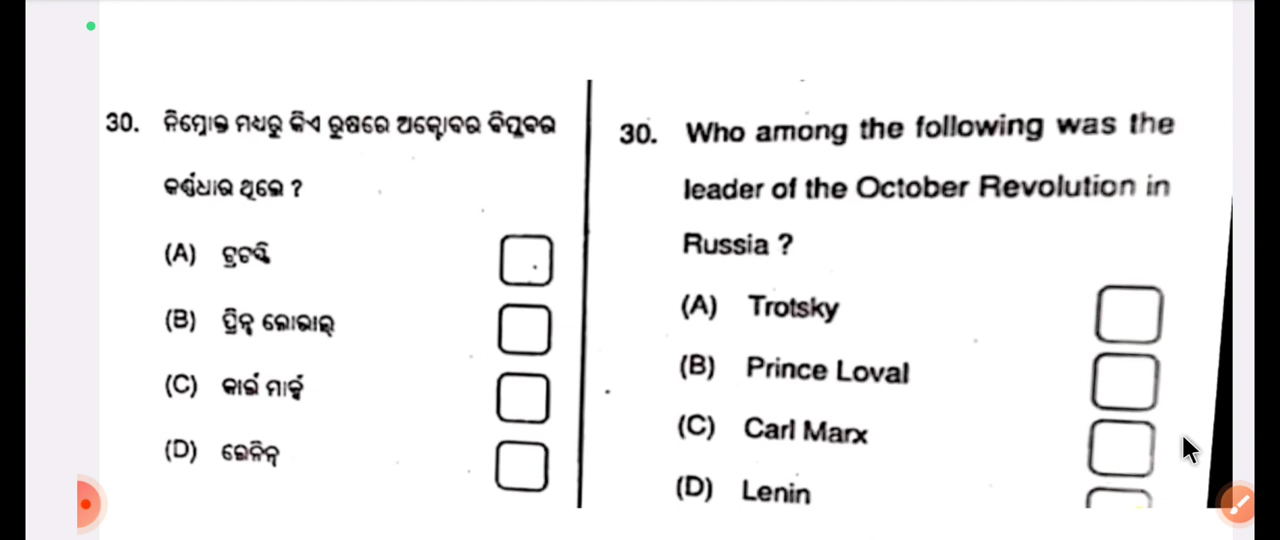 30. ନିମ୍ନୋକ୍ତ ମଧ୍ୟରୁ କିଏ ରୁଷରେ ଅକ୍ଟୋବର ବିପ୍ଳବର
କର୍ଣ୍ଣଧାର ଥିଲେ ?
(A) ଟ୍ରଟସ୍କି
(B) ପ୍ରିନ୍ସ ଲୋଭାଲ୍
(C) କାର୍ଲ ମାର୍କ୍ସ
(D) ଲେନିନ୍
30. Who among the following was the
leader of the October Revolution in
Russia ?
(A) Trotsky
(B) Prince Loval
(C) Carl Marx
(D) Lenin